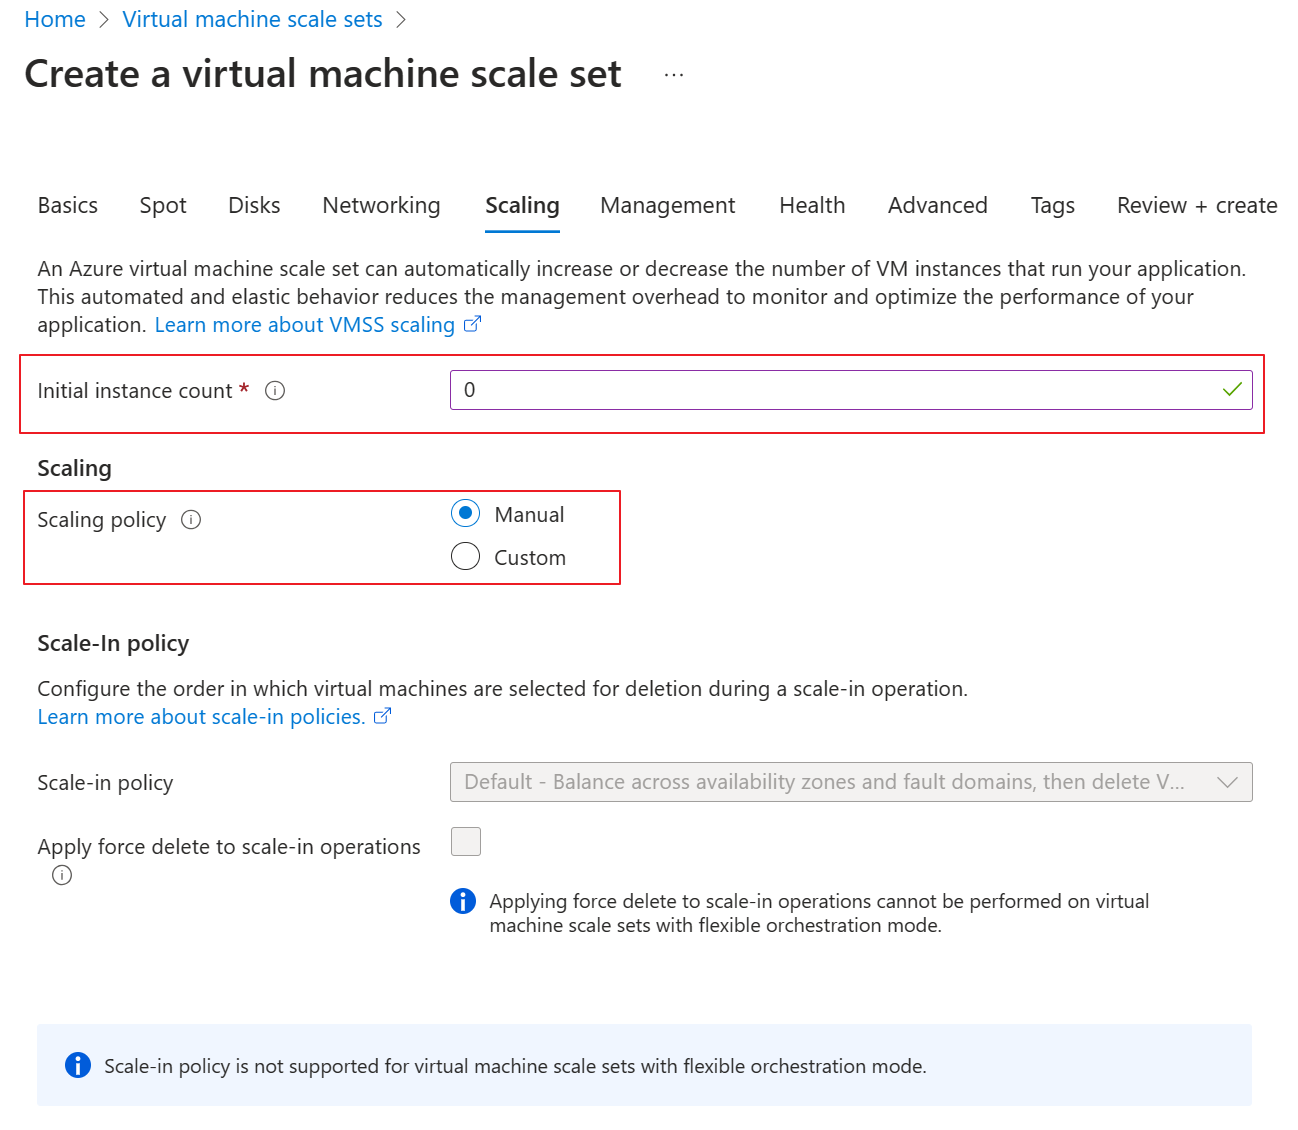 Home > Virtual machine scale sets >
Create a virtual machine scale set ...
Basics Spot Disks Networking Scaling Management Health Advanced Tags Review + create
An Azure virtual machine scale set can automatically increase or decrease the number of VM instances that run your application.
This automated and elastic behavior reduces the management overhead to monitor and optimize the performance of your
application. Learn more about VMSS scaling
Initial instance count * 0
Scaling
Scaling policy Manual
Custom
Scale-In policy
Configure the order in which virtual machines are selected for deletion during a scale-in operation.
Learn more about scale-in policies.
Scale-in policy Default - Balance across availability zones and fault domains, then delete V...
Apply force delete to scale-in operations
Applying force delete to scale-in operations cannot be performed on virtual
machine scale sets with flexible orchestration mode.
Scale-in policy is not supported for virtual machine scale sets with flexible orchestration mode.